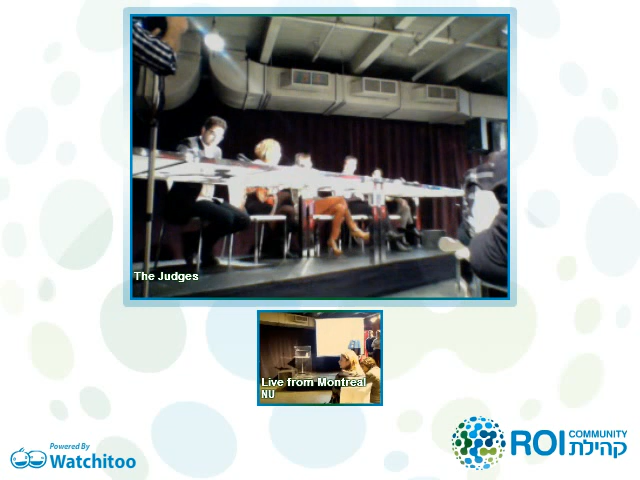 The Judges
Live from Montreal
NU
Powered By
Watchitoo
ROI COMMUNITY
קהילת